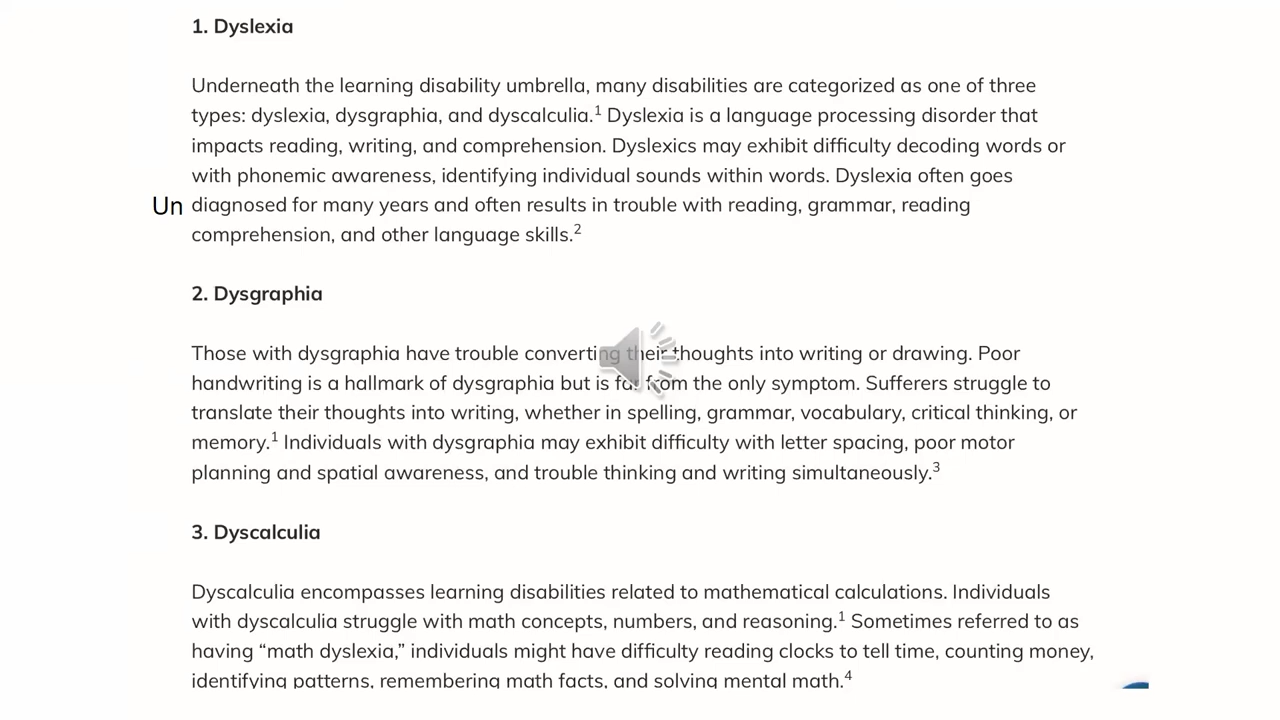 1. Dyslexia
Underneath the learning disability umbrella, many disabilities are categorized as one of three
types: dyslexia, dysgraphia, and dyscalculia.1 Dyslexia is a language processing disorder that
impacts reading, writing, and comprehension. Dyslexics may exhibit difficulty decoding words or
with phonemic awareness, identifying individual sounds within words. Dyslexia often goes
Un diagnosed for many years and often results in trouble with reading, grammar, reading
comprehension, and other language skills.2
2. Dysgraphia
Those with dysgraphia have trouble converting their thoughts into writing or drawing. Poor
handwriting is a hallmark of dysgraphia but is far from the only symptom. Sufferers struggle to
translate their thoughts into writing, whether in spelling, grammar, vocabulary, critical thinking, or
memory.1 Individuals with dysgraphia may exhibit difficulty with letter spacing, poor motor
planning and spatial awareness, and trouble thinking and writing simultaneously.3
3. Dyscalculia
Dyscalculia encompasses learning disabilities related to mathematical calculations. Individuals
with dyscalculia struggle with math concepts, numbers, and reasoning.1 Sometimes referred to as
having “math dyslexia,” individuals might have difficulty reading clocks to tell time, counting money,
identifying patterns, remembering math facts, and solving mental math.4